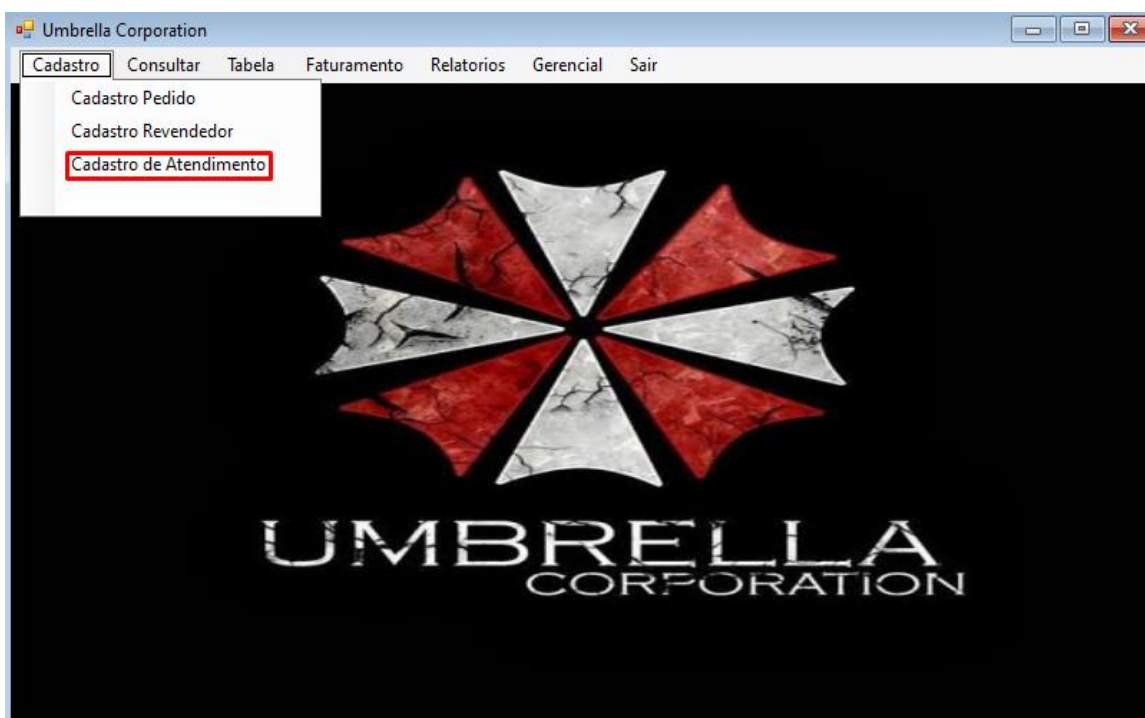 Umbrella Corporation
Cadastro Consultar Tabela Faturamento Relatorios Gerencial Sair
Cadastro Pedido
Cadastro Revendedor
Cadastro de Atendimento
UMBRELLA
CORPORATION